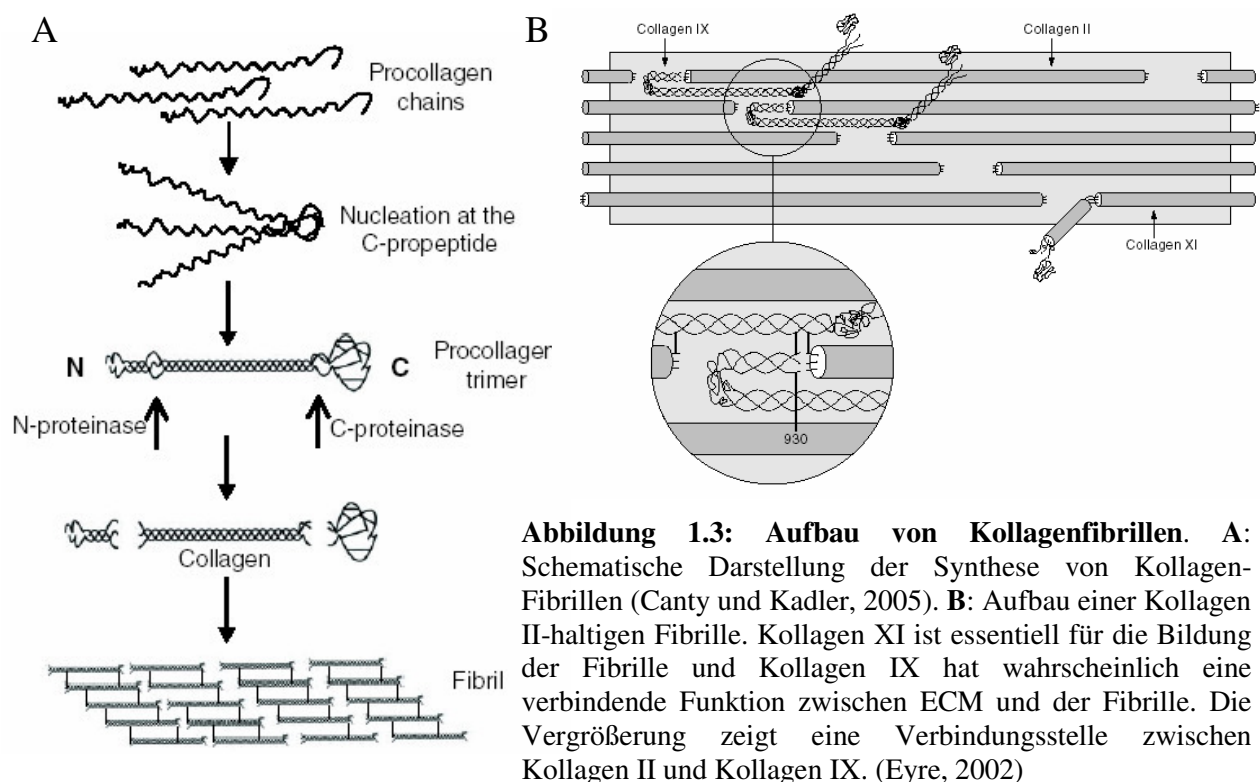 A
Procollagen
chains
Nucleation at the
C-propeptide
N
C
Procollager
trimer
N-proteinase
C-proteinase
Collagen
Fibril
B
Collagen IX
Collagen II
Collagen XI
930
Abbildung 1.3: Aufbau von Kollagenfibrillen. A:
Schematische Darstellung der Synthese von Kollagen-
Fibrillen (Canty und Kadler, 2005). B: Aufbau einer Kollagen
II-haltigen Fibrille. Kollagen XI ist essentiell für die Bildung
der Fibrille und Kollagen IX hat wahrscheinlich eine
verbindende Funktion zwischen ECM und der Fibrille. Die
Vergrößerung zeigt eine Verbindungsstelle zwischen
Kollagen II und Kollagen IX. (Eyre, 2002)